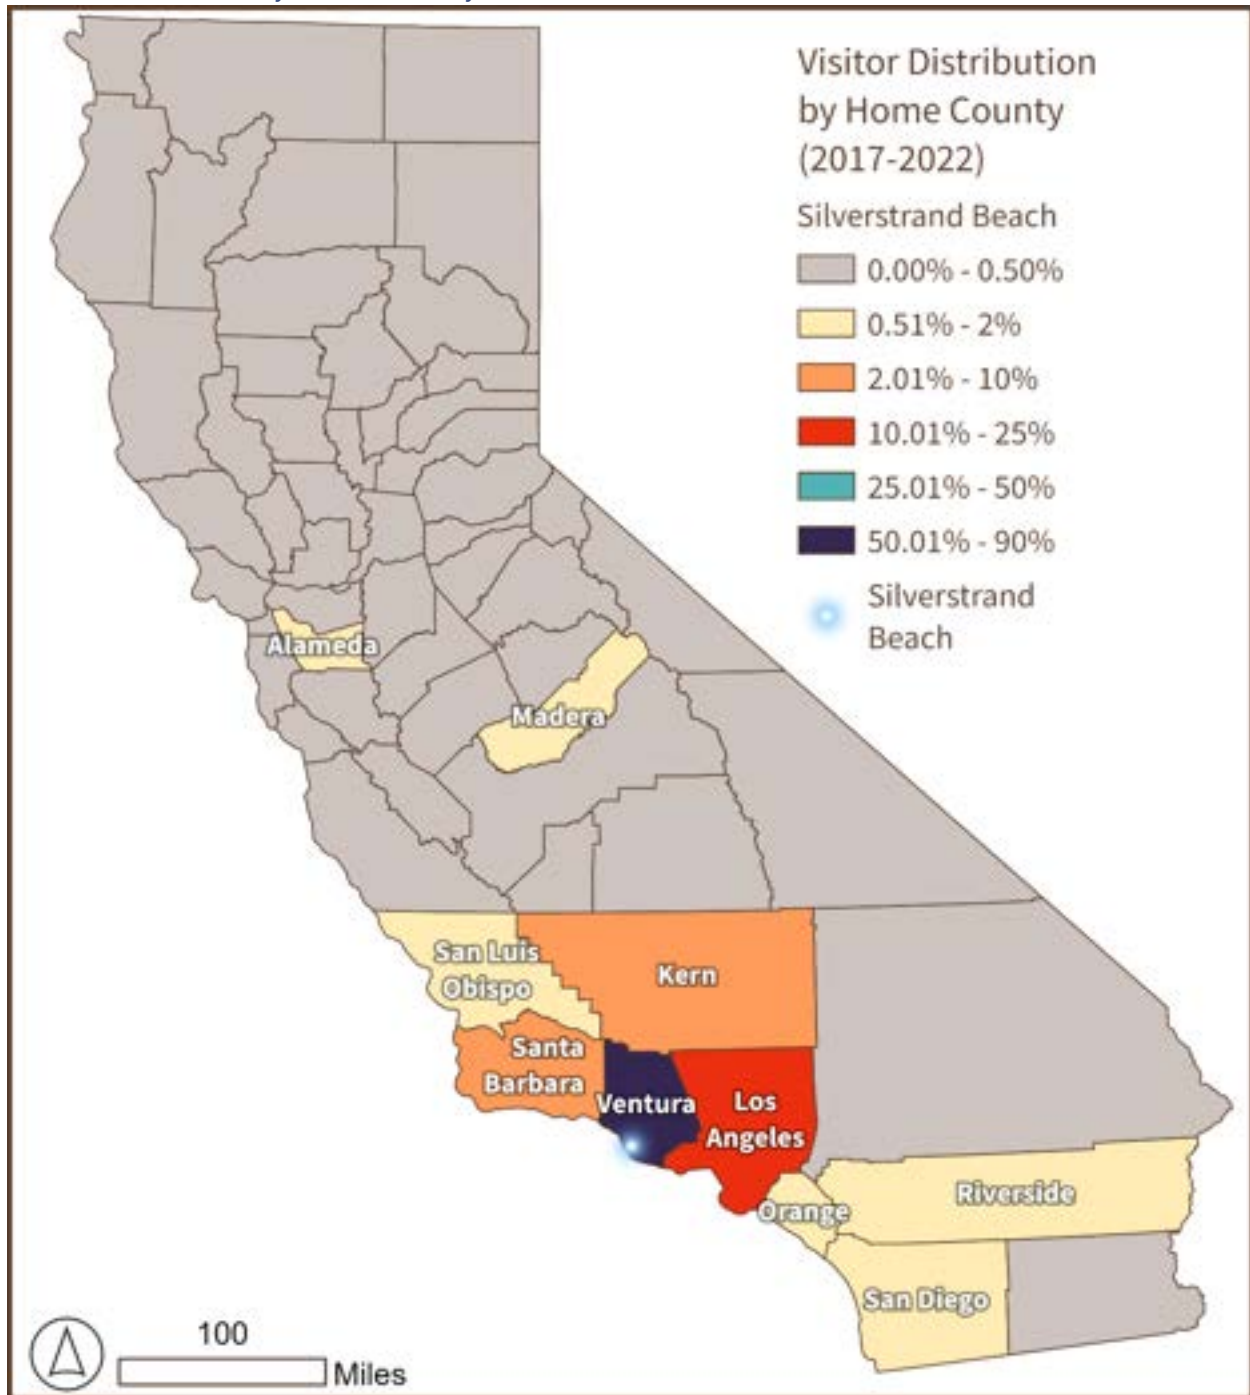 Visitor Distribution
by Home County
(2017-2022)
Silverstrand Beach
0.00% - 0.50%
0.51% - 2%
2.01% - 10%
10.01% - 25%
25.01% - 50%
50.01% - 90%
Silverstrand
Beach
Alameda
Madera
San Luis
Obispo
Kern
Santa
Barbara
Ventura
Los
Angeles
Orange
Riverside
San Diego
100
Miles